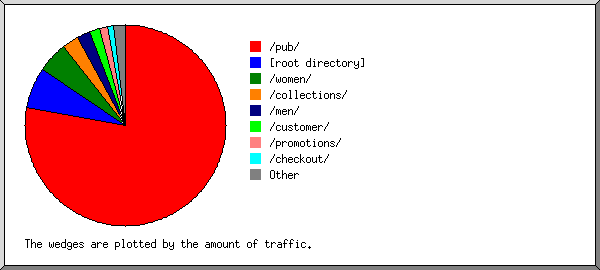 /pub/
[root directory]
/women/
/collections/
/men/
/customer/
/promotions/
/checkout/
Other
The wedges are plotted by the amount of traffic.